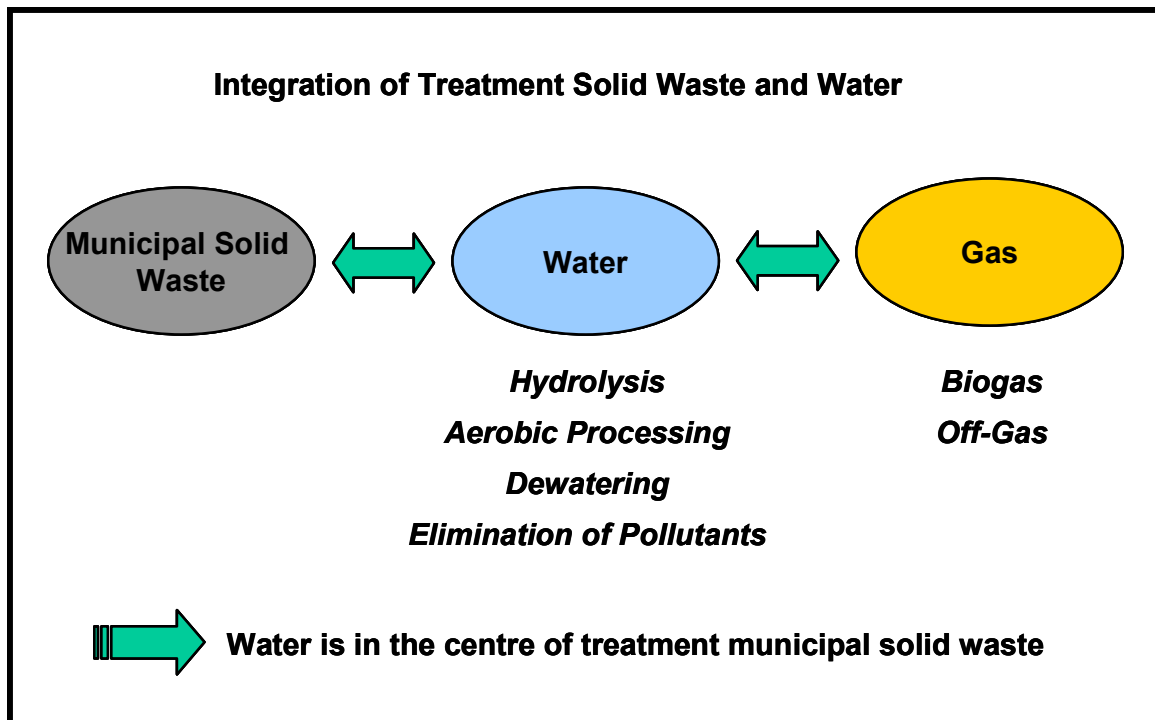 Integration of Treatment Solid Waste and Water
Municipal Solid
Waste
Water
Gas
Hydrolysis
Aerobic Processing
Dewatering
Elimination of Pollutants
Biogas
Off-Gas
Water is in the centre of treatment municipal solid waste